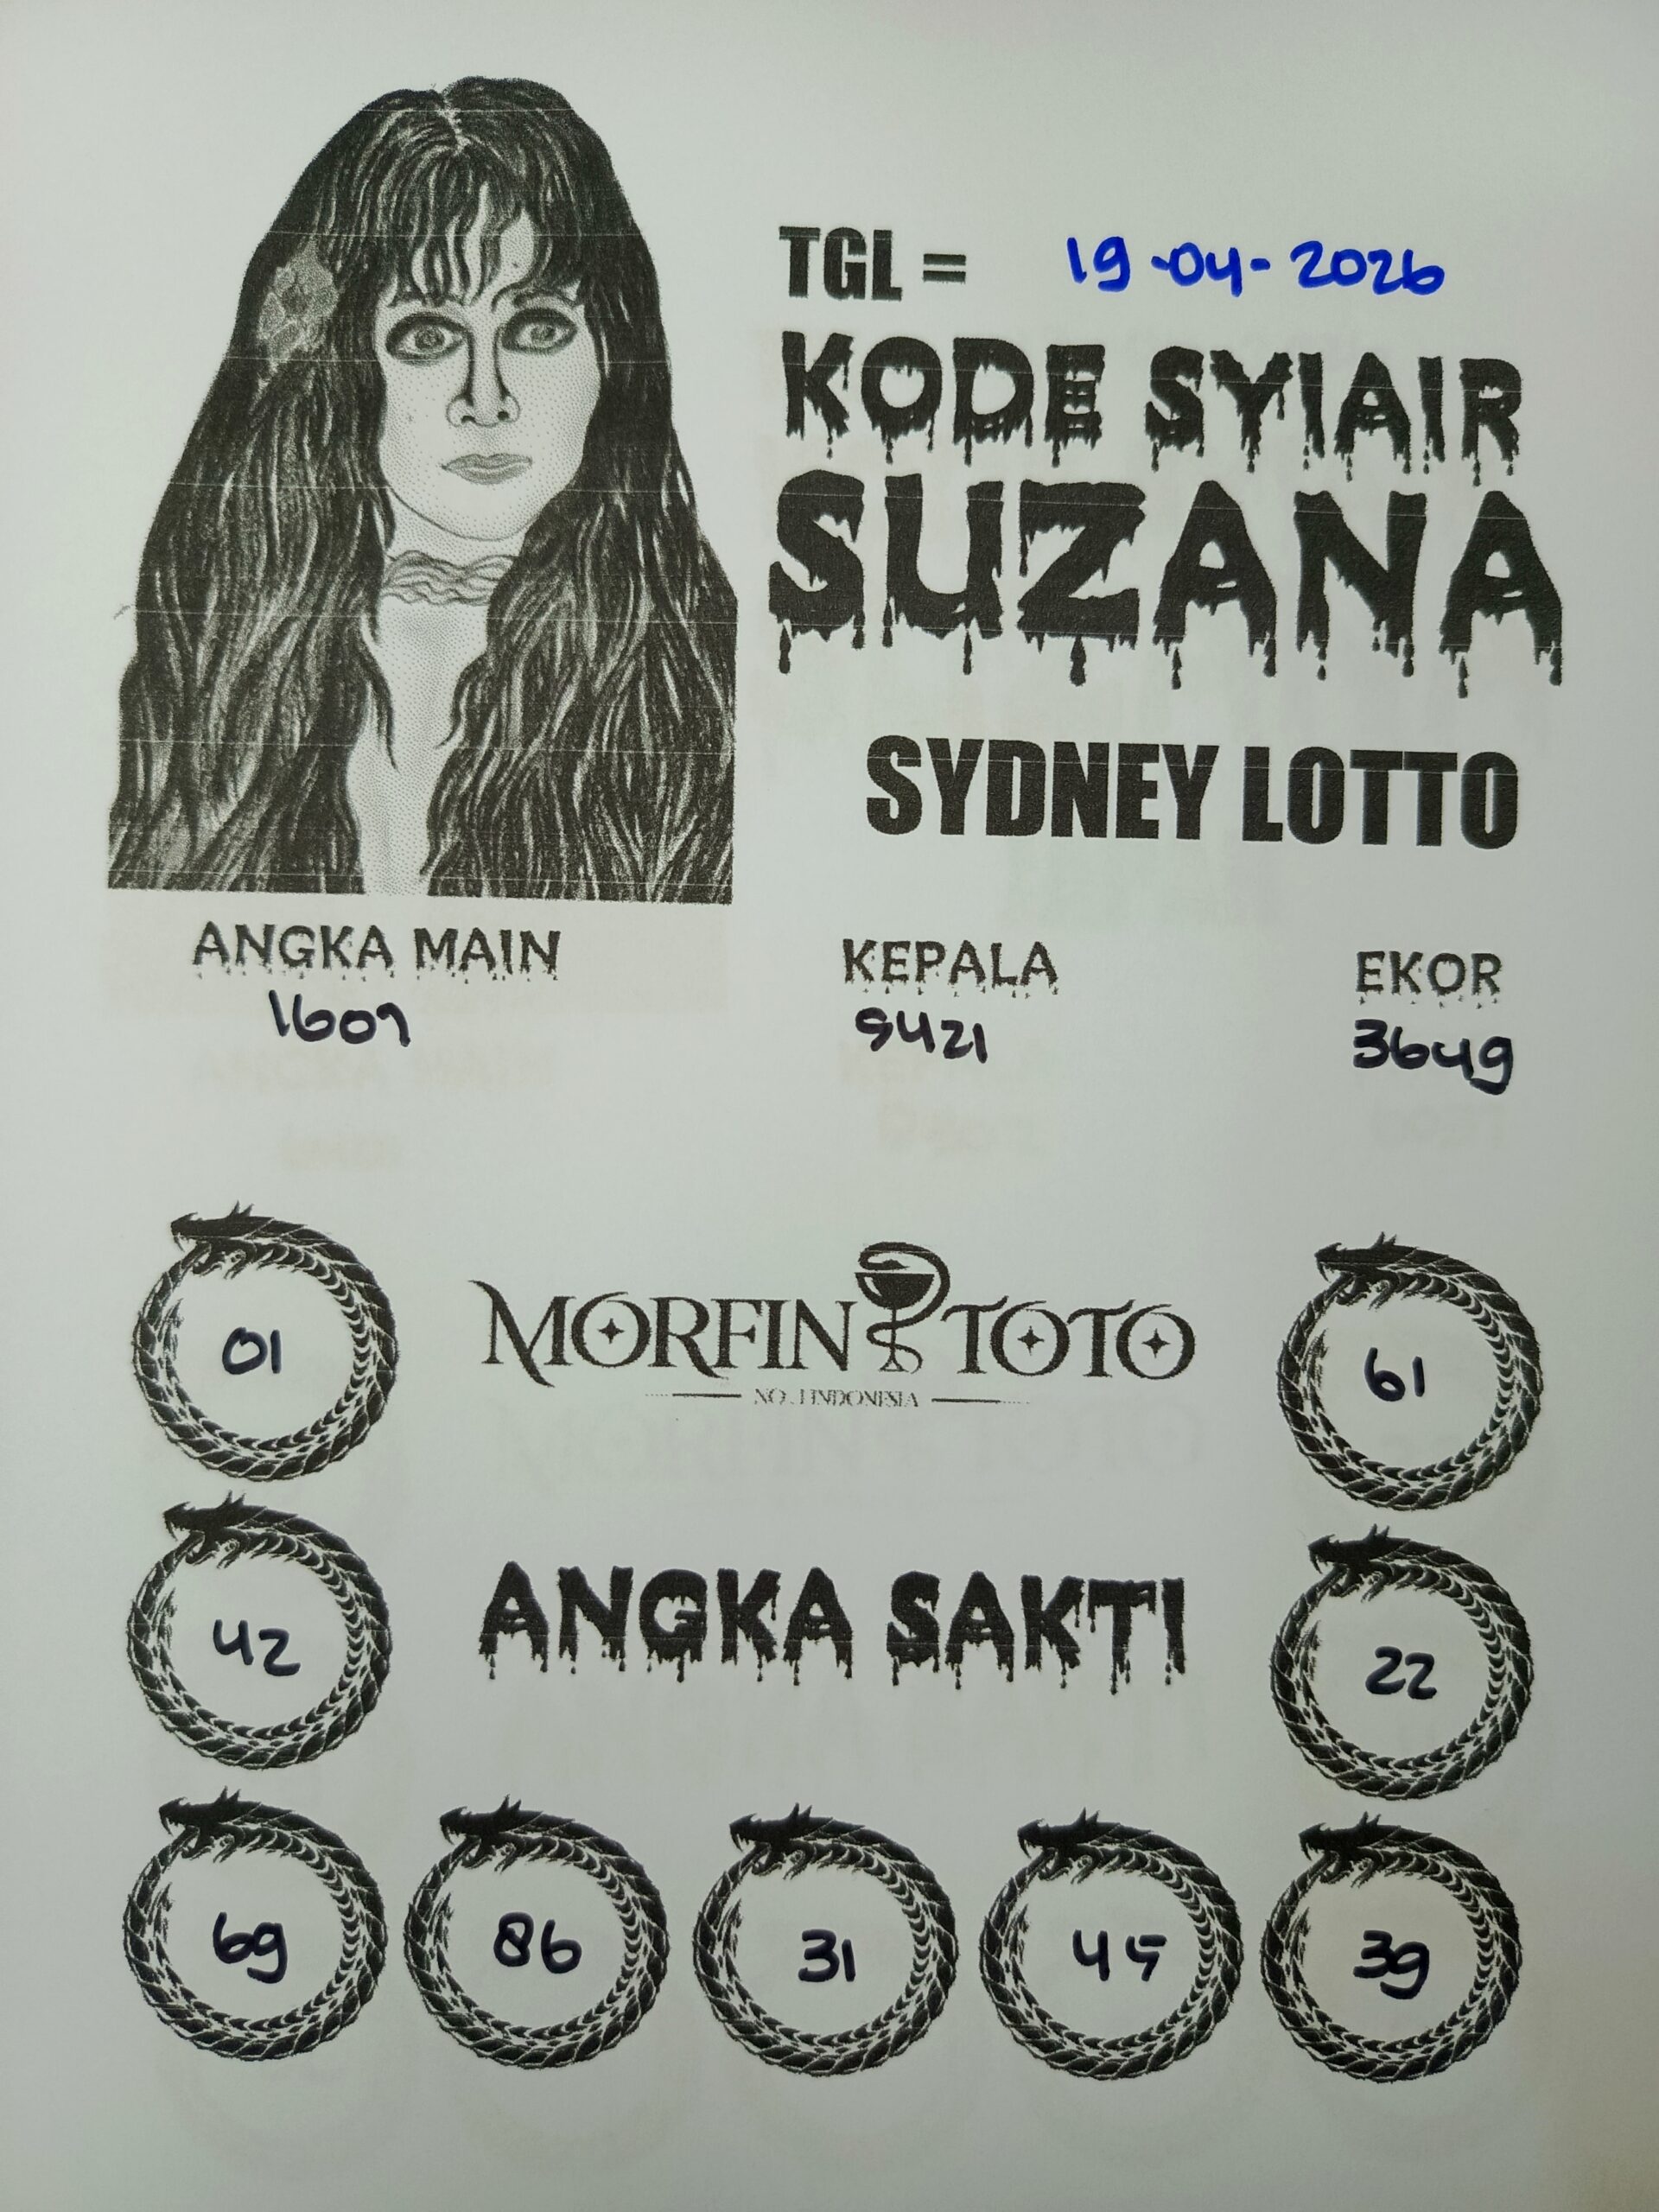 TGL = 19-04-2026
KODE SYIAIR
SUZANA
SYDNEY LOTTO
ANGKA MAIN KEPALA EKOR
1607 9421 3649
01 MORFIN TOTO 61
NO.1 INDONESIA
42 ANGKA SAKTI 22
69 86 31 45 39